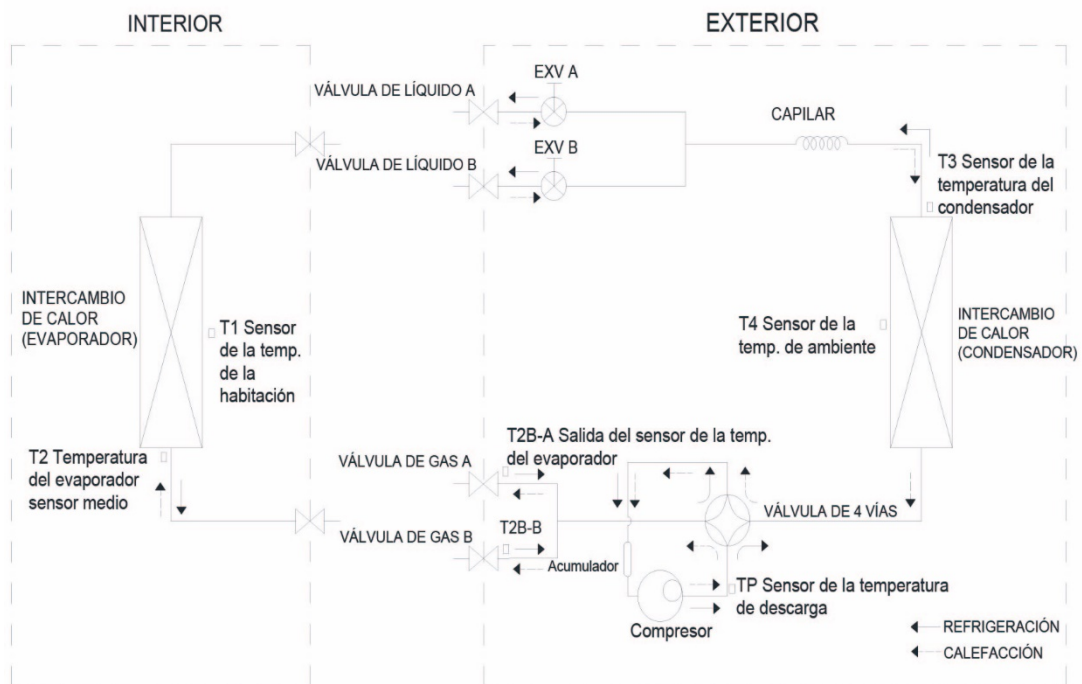 INTERIOR
EXTERIOR
VÁLVULA DE LÍQUIDO A
EXV A
VÁLVULA DE LÍQUIDO B
EXV B
CAPILAR
T3 Sensor de la
temperatura del
condensador
INTERCAMBIO
DE CALOR
(EVAPORADOR)
T1 Sensor
de la temp.
de la
habitación
T4 Sensor de la
temp. de ambiente
INTERCAMBIO
DE CALOR
(CONDENSADOR)
T2 Temperatura
del evaporador
sensor medio
VÁLVULA DE GAS A
T2B-A Salida del sensor de la temp.
del evaporador
VÁLVULA DE 4 VÍAS
VÁLVULA DE GAS B
T2B-B
Acumulador
TP Sensor de la temperatura
de descarga
Compresor
REFRIGERACIÓN
CALEFACCIÓN